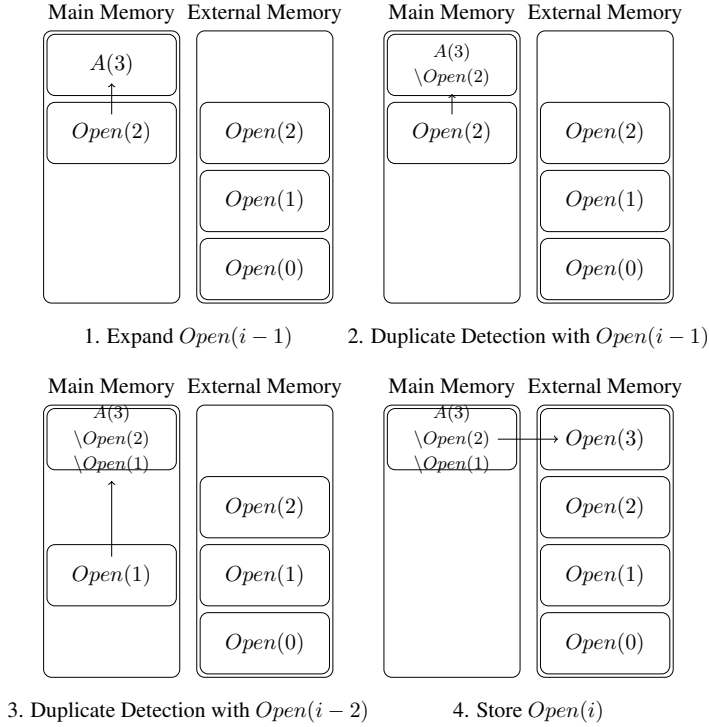 Main Memory External Memory
A(3)
Open(2)
Open(2)
Open(1)
Open(0)
1. Expand Open(i − 1)
Main Memory External Memory
A(3)
\Open(2)
Open(2)
Open(2)
Open(1)
Open(0)
2. Duplicate Detection with Open(i − 1)
Main Memory External Memory
A(3)
\Open(2)
\Open(1)
Open(2)
Open(1)
Open(1)
Open(0)
3. Duplicate Detection with Open(i − 2)
Main Memory External Memory
A(3)
\Open(2)
\Open(1)
Open(3)
Open(2)
Open(1)
Open(0)
4. Store Open(i)